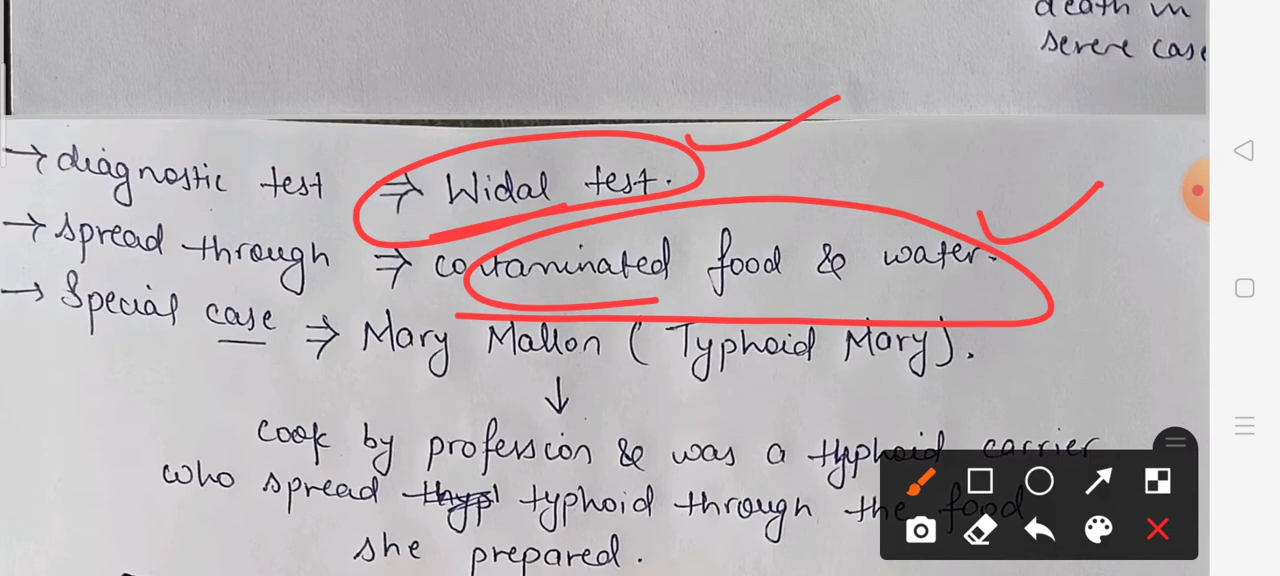 death in
severe case
→ diagnostic test ⇒ Widal test.
→ spread through ⇒ contaminated food & water.
→ Special case ⇒ Mary Mallon ( Typhoid Mary).
↓
cook by profession & was a typhoid carrier
who spread typhoid through the food
she prepared.